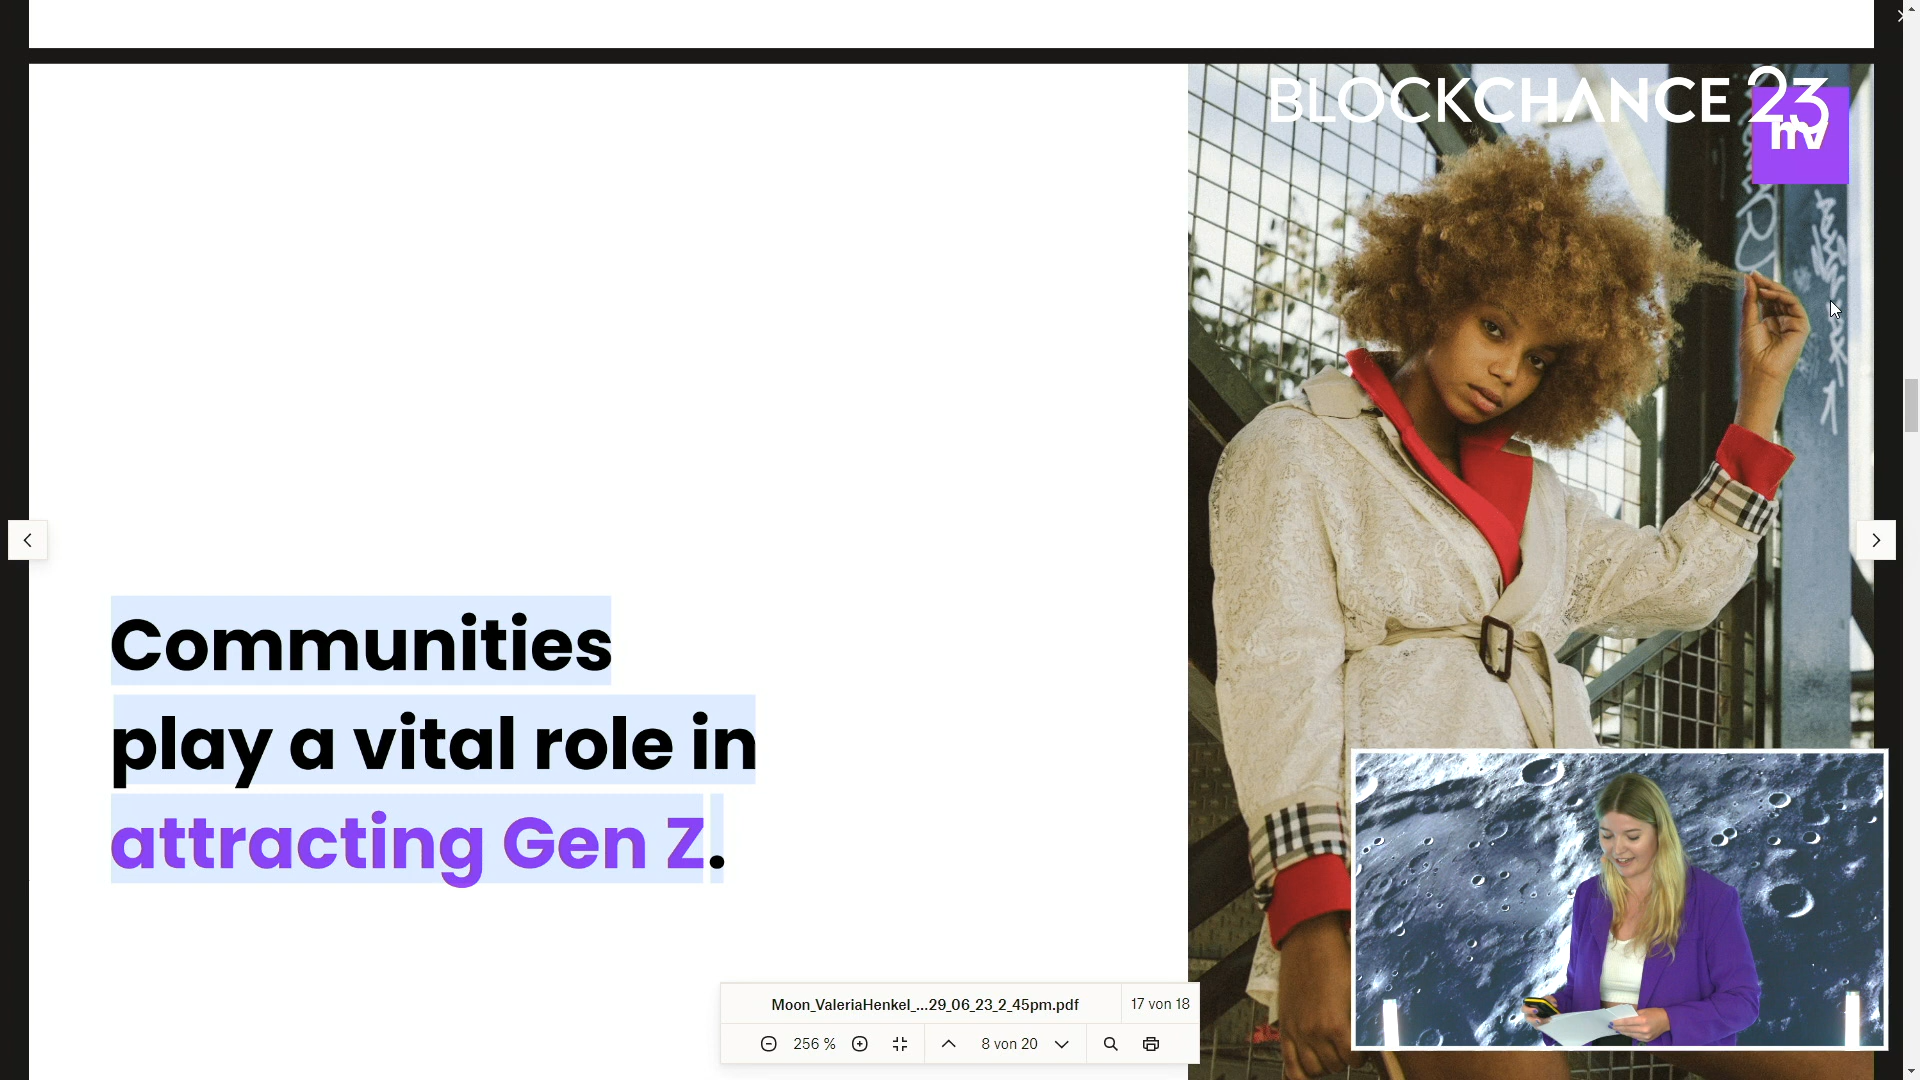 BLOCKCHANCE 23
mv
Communities
play a vital role in
attracting Gen Z.
Moon_ValeriaHenkel_...29_06_23_2_45pm.pdf
17 von 18
256 %
8 von 20